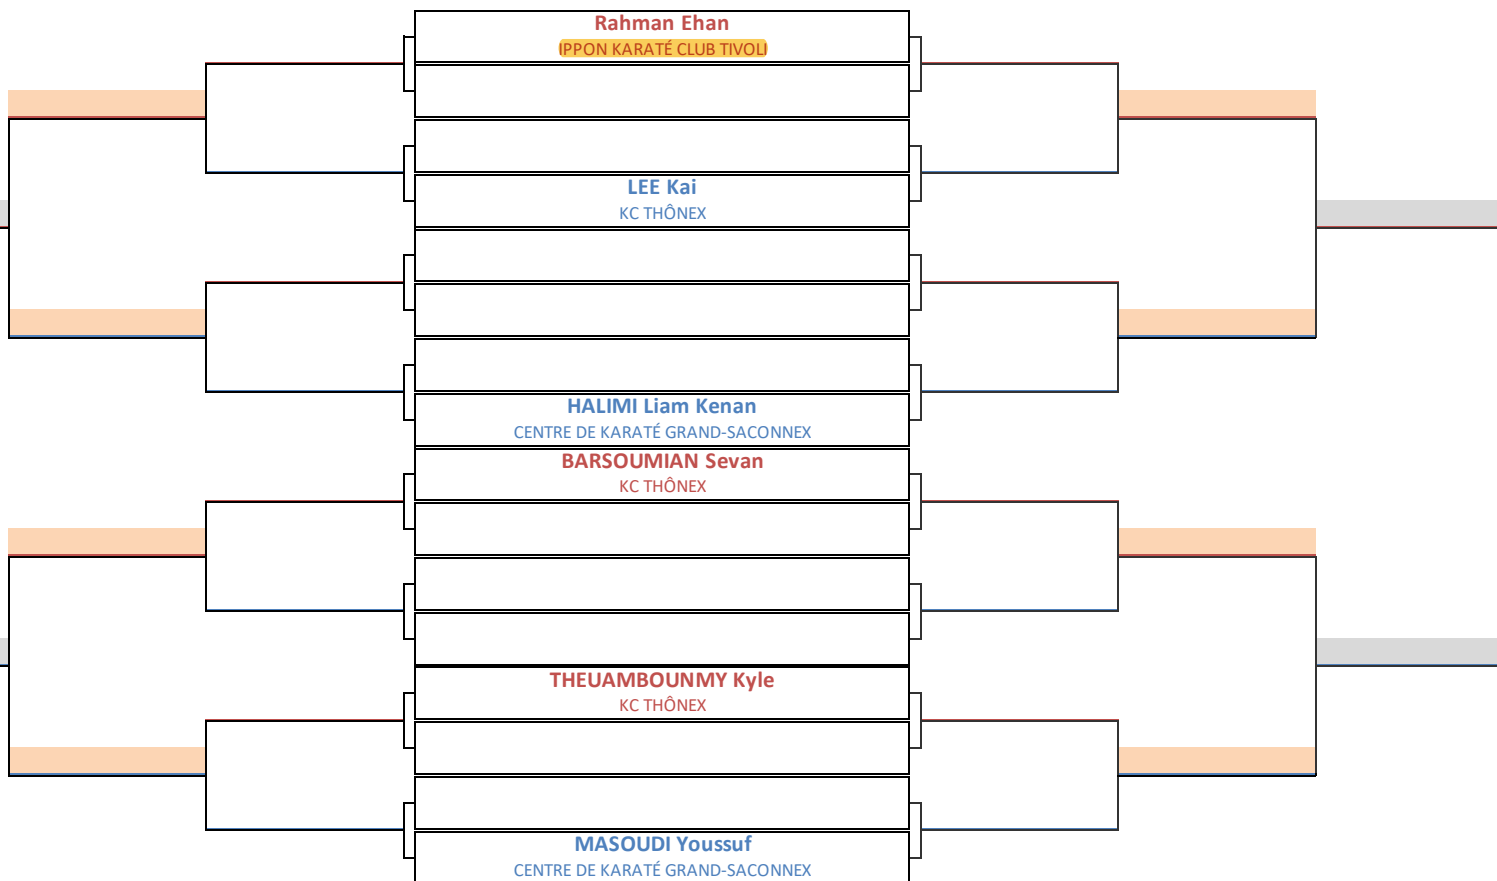 Rahman Ehan
IPPON KARATÉ CLUB TIVOLI
LEE Kai
KC THÔNEX
HALIMI Liam Kenan
CENTRE DE KARATÉ GRAND-SACONNEX
BARSOUMIAN Sevan
KC THÔNEX
THEUAMBOUNMY Kyle
KC THÔNEX
MASOUDI Youssuf
CENTRE DE KARATÉ GRAND-SACONNEX